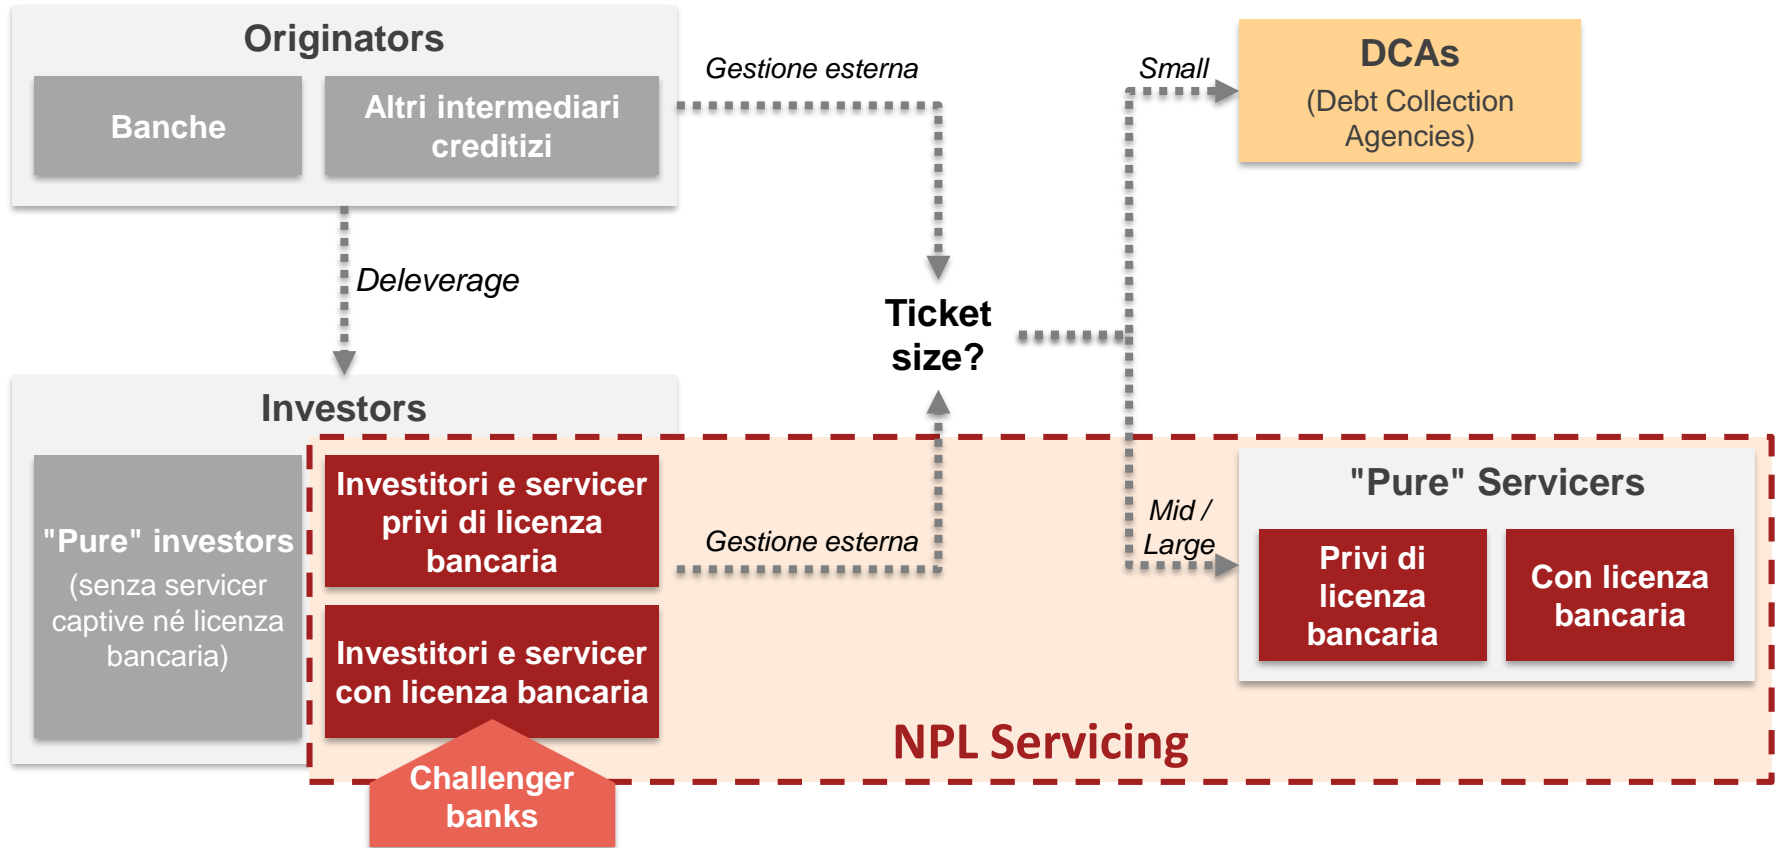 Originators
Banche
Altri intermediari
creditizi
Gestione esterna
Small
DCAs
(Debt Collection
Agencies)
Deleverage
Ticket
size?
Investors
"Pure" investors
(senza servicer
captive né licenza
bancaria)
Investitori e servicer
privi di licenza
bancaria
Investitori e servicer
con licenza bancaria
Gestione esterna
Mid /
Large
"Pure" Servicers
Privi di
licenza
bancaria
Con licenza
bancaria
NPL Servicing
Challenger
banks